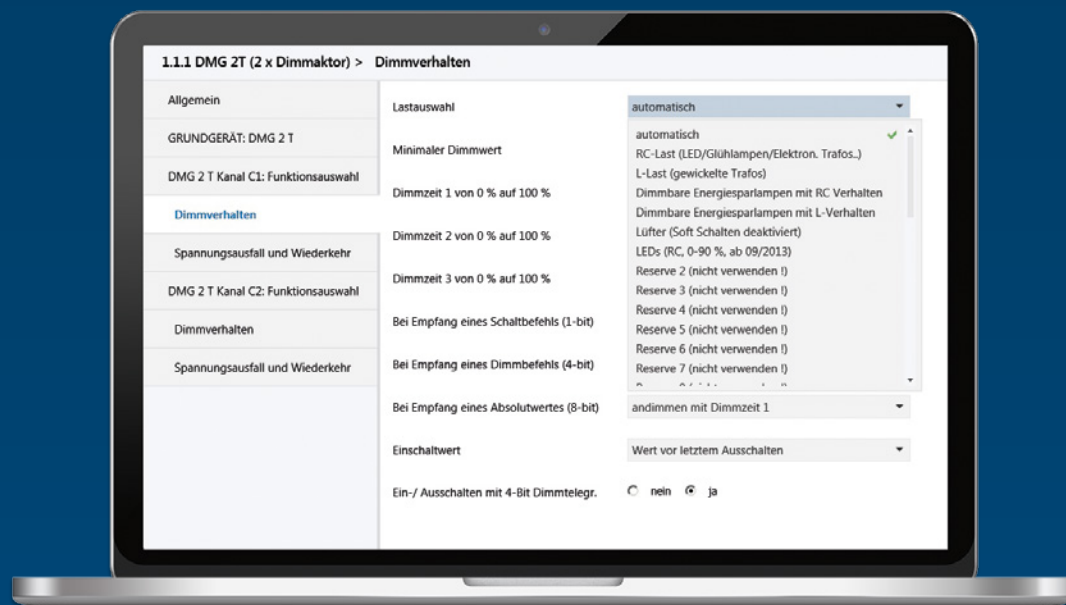 1.1.1 DMG 2T (2 x Dimmaktor) > Dimmverhalten
Allgemein
GRUNDGERÄT: DMG 2 T
DMG 2 T Kanal C1: Funktionsauswahl
Dimmverhalten
Spannungsausfall und Wiederkehr
DMG 2 T Kanal C2: Funktionsauswahl
Dimmverhalten
Spannungsausfall und Wiederkehr
Lastauswahl
automatisch
automatisch
RC-Last (LED/Glühlampen/Elektron. Trafos..)
L-Last (gewickelte Trafos)
Dimmbare Energiesparlampen mit RC Verhalten
Dimmbare Energiesparlampen mit L-Verhalten
Lüfter (Soft Schalten deaktiviert)
LEDs (RC, 0-90 %, ab 09/2013)
Reserve 2 (nicht verwenden !)
Reserve 3 (nicht verwenden !)
Reserve 4 (nicht verwenden !)
Reserve 5 (nicht verwenden !)
Reserve 6 (nicht verwenden !)
Reserve 7 (nicht verwenden !)
Minimaler Dimmwert
Dimmzeit 1 von 0 % auf 100 %
Dimmzeit 2 von 0 % auf 100 %
Dimmzeit 3 von 0 % auf 100 %
Bei Empfang eines Schaltbefehls (1-bit)
Bei Empfang eines Dimmbefehls (4-bit)
Bei Empfang eines Absolutwertes (8-bit)
andimmen mit Dimmzeit 1
Einschaltwert
Wert vor letztem Ausschalten
Ein-/ Ausschalten mit 4-Bit Dimmtelegr.
nein ja